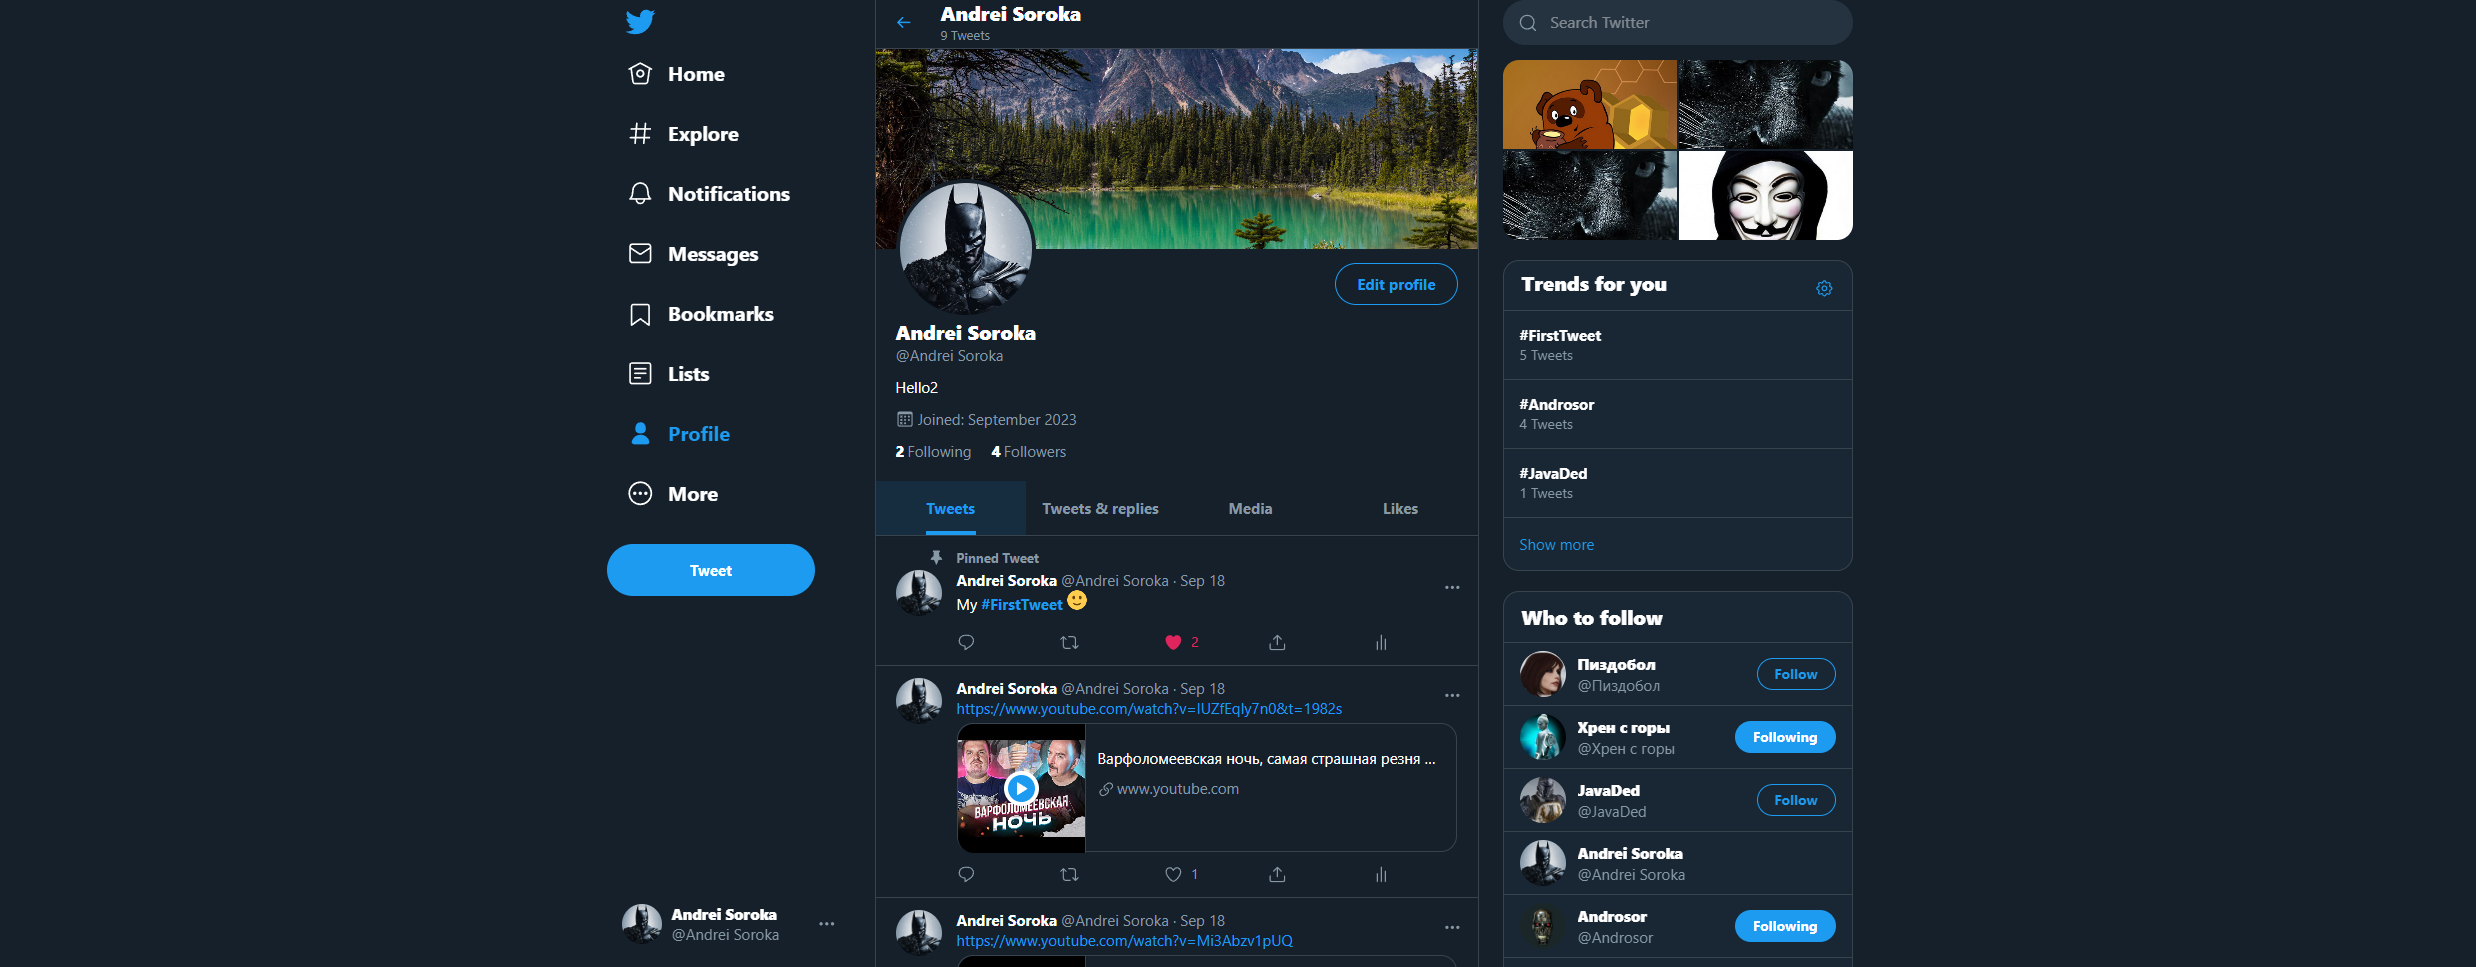 Home
Explore
Notifications
Messages
Bookmarks
Lists
Profile
More
Tweet
Andrei Soroka
@Andrei Soroka
Andrei Soroka
9 Tweets
Edit profile
Andrei Soroka
@Andrei Soroka
Hello2
Joined: September 2023
2 Following 4 Followers
Tweets Tweets & replies Media Likes
Pinned Tweet
Andrei Soroka @Andrei Soroka · Sep 18
My #FirstTweet
2
Andrei Soroka @Andrei Soroka · Sep 18
https://www.youtube.com/watch?v=IUZfEqIy7n0&t=1982s
ВАРФОЛОМЕЕВСКАЯ
НОЧЬ
Варфоломеевская ночь, самая страшная резня ...
www.youtube.com
1
Andrei Soroka @Andrei Soroka · Sep 18
https://www.youtube.com/watch?v=Mi3Abzv1pUQ
Search Twitter
Trends for you
#FirstTweet
5 Tweets
#Androsor
4 Tweets
#JavaDed
1 Tweets
Show more
Who to follow
Пиздобол
@Пиздобол
Follow
Хрен с горы
@Хрен с горы
Following
JavaDed
@JavaDed
Follow
Andrei Soroka
@Andrei Soroka
Androsor
@Androsor
Following